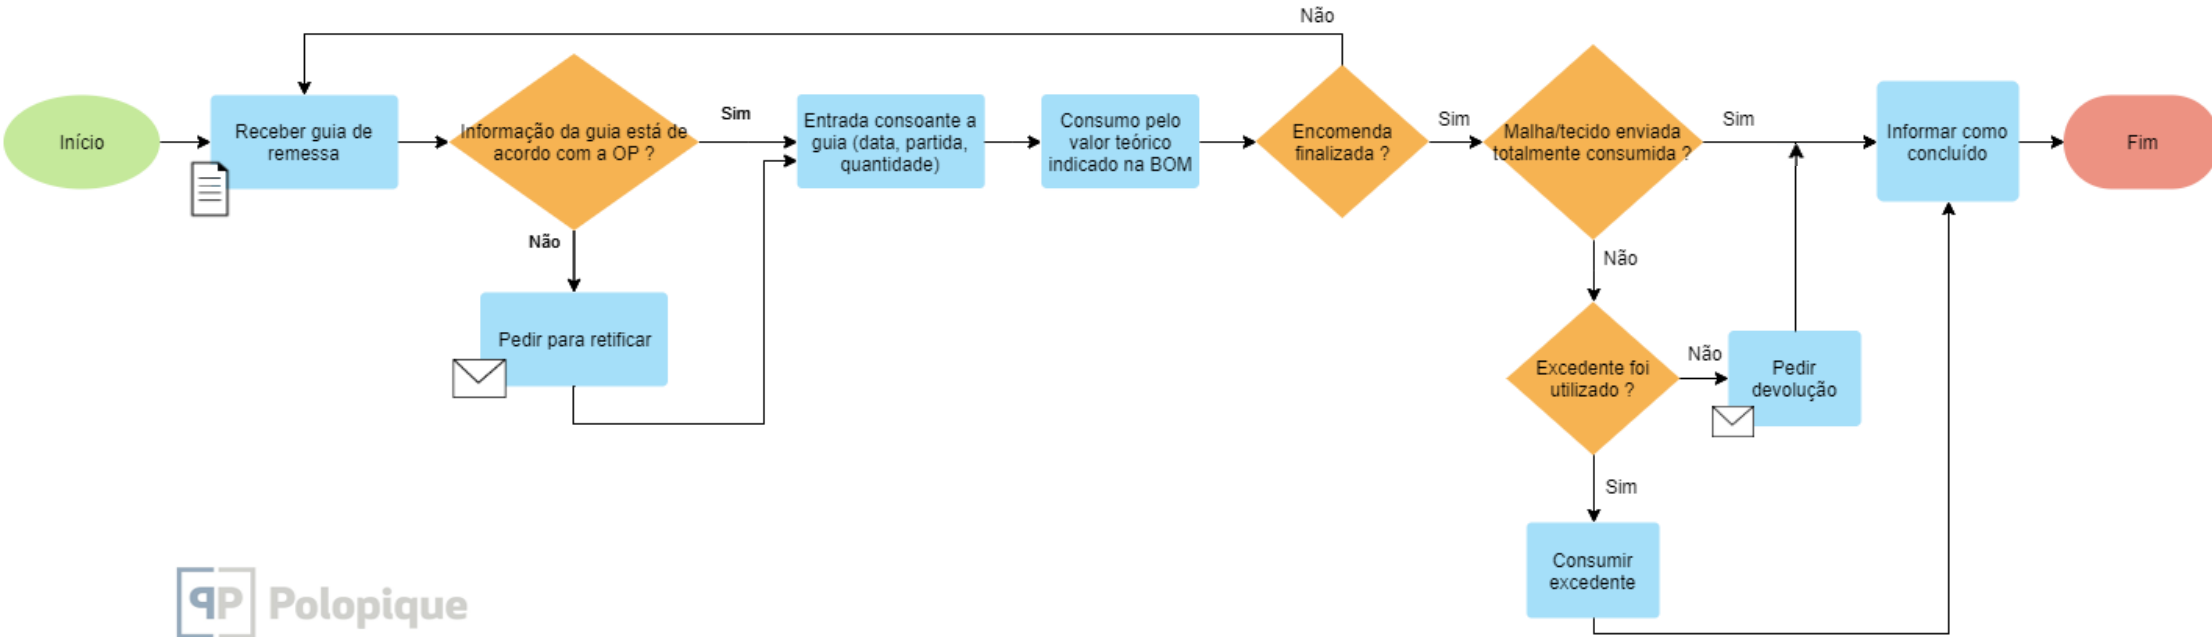 Não
Início
Receber guia de
remessa
Informação da guia está de
acordo com a OP ?
Sim
Não
Pedir para retificar
Entrada consoante a
guia (data, partida,
quantidade)
Consumo pelo
valor teórico
indicado na BOM
Encomenda
finalizada ?
Sim
Malha/tecido enviada
totalmente consumida ?
Sim
Não
Excedente foi
utilizado ?
Não
Pedir
devolução
Sim
Consumir
excedente
Informar como
concluído
Fim
PP Polopique